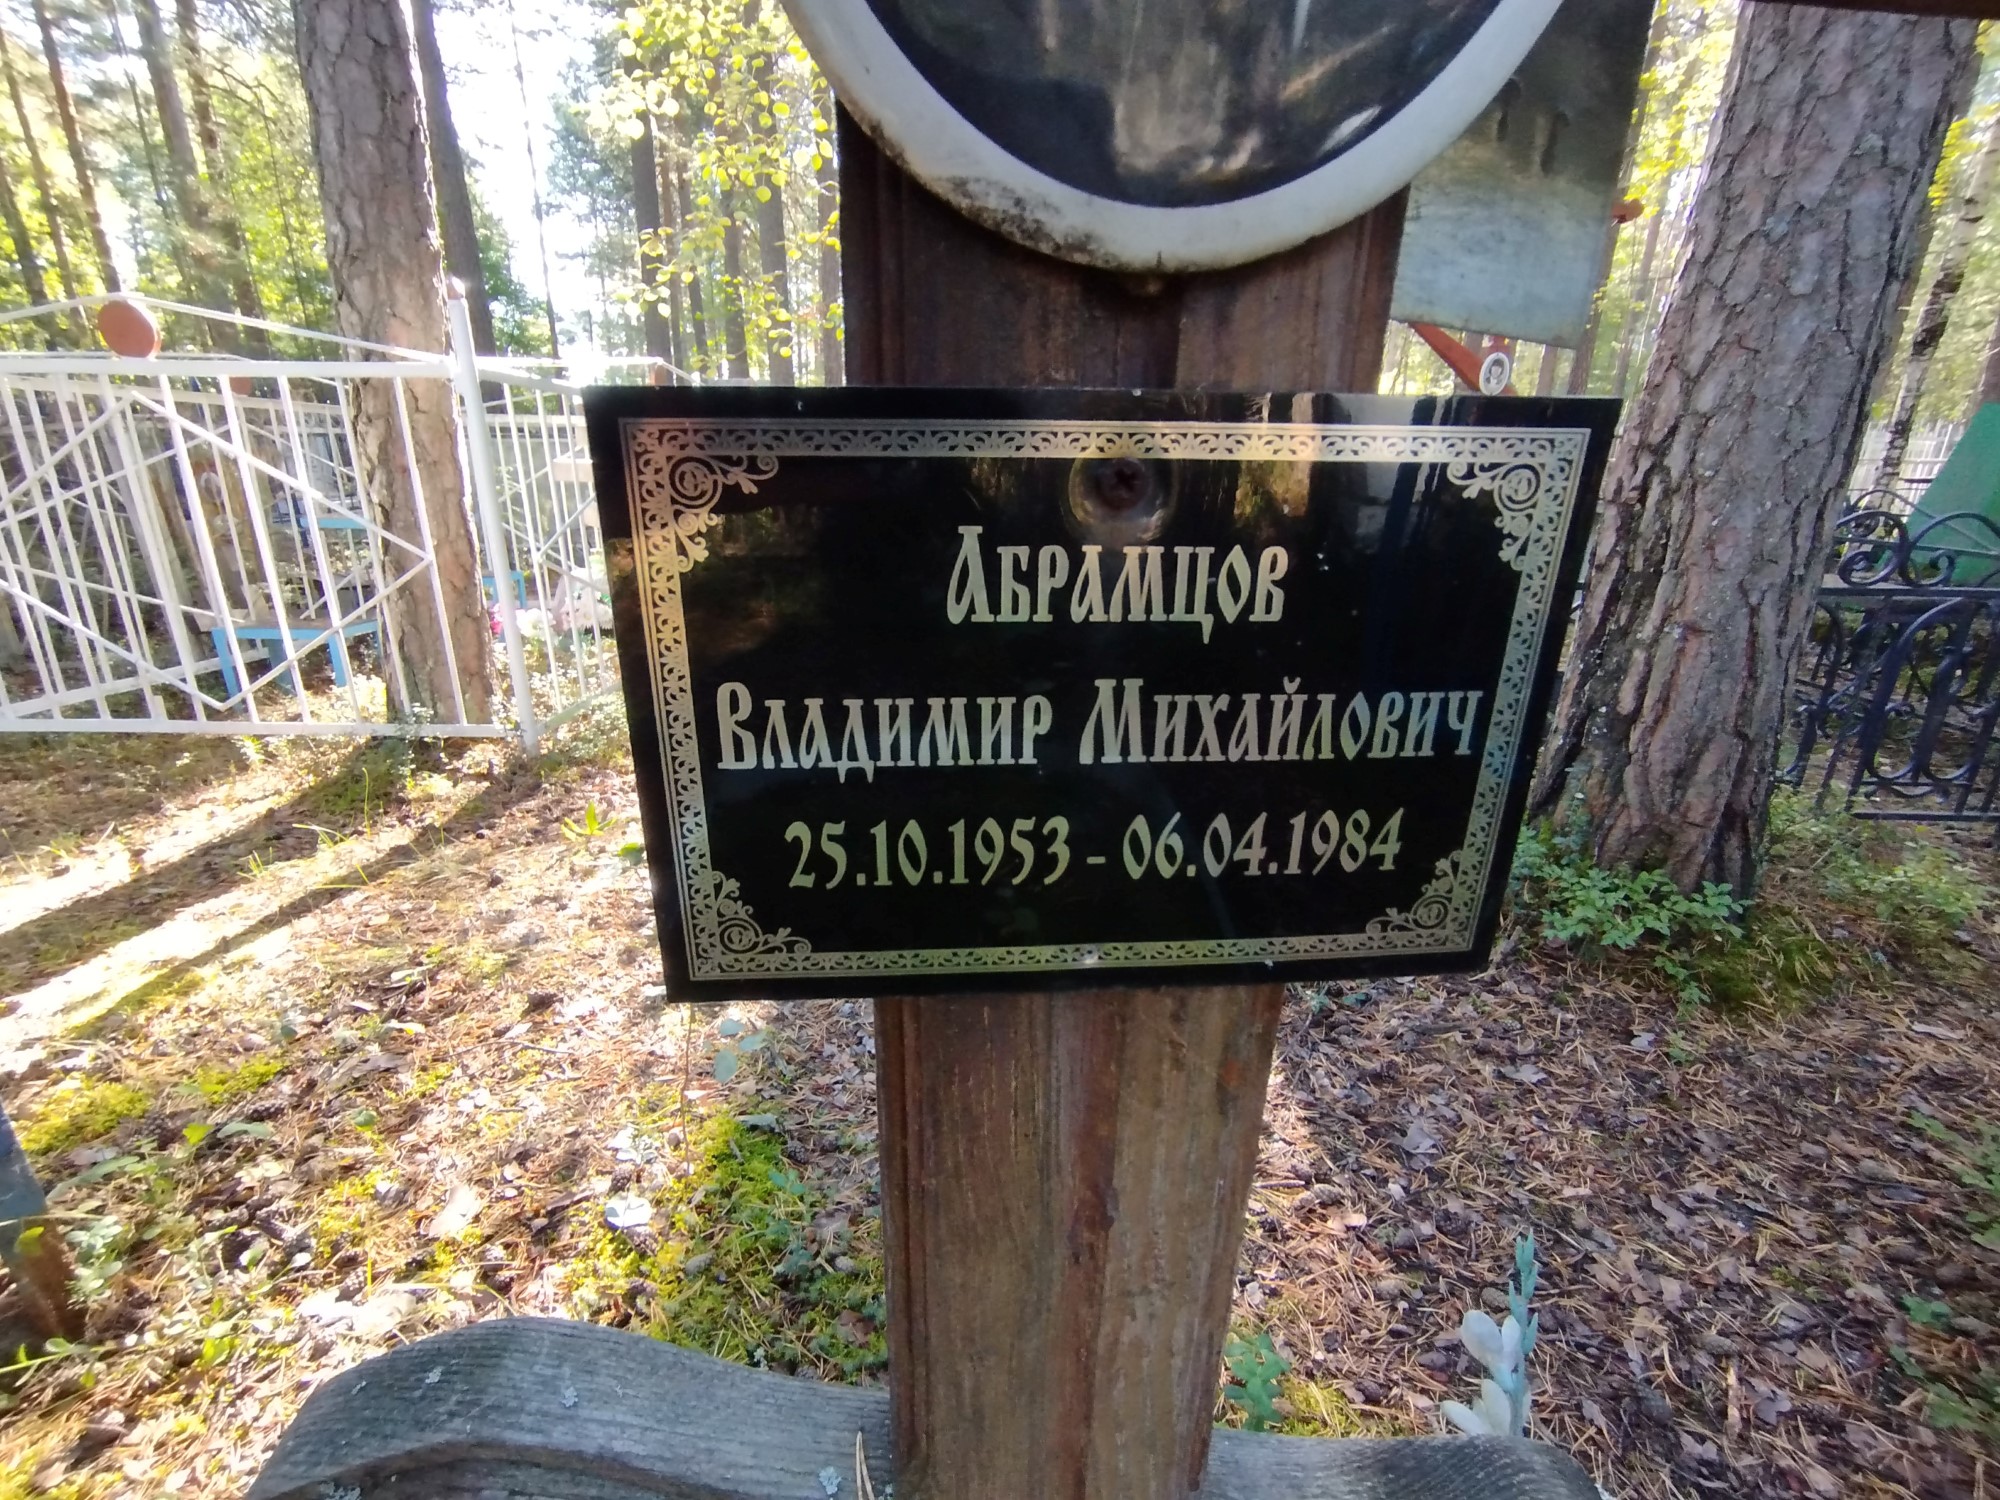 Абрамцов
Владимир Михайлович
25.10.1953 - 06.04.1984